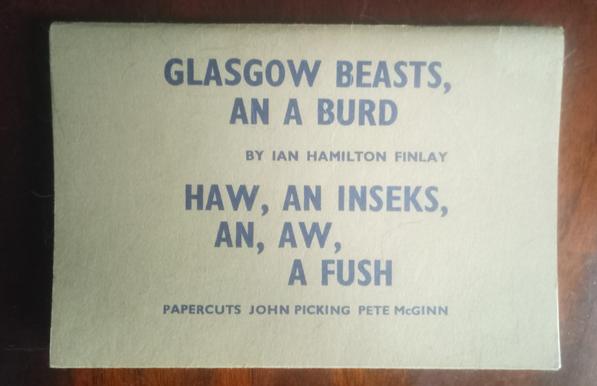 GLASGOW BEASTS,
AN A BURD
BY IAN HAMILTON FINLAY
HAW, AN INSEKS,
AN, AW,
A FUSH
PAPERCUTS JOHN PICKING PETE McGINN